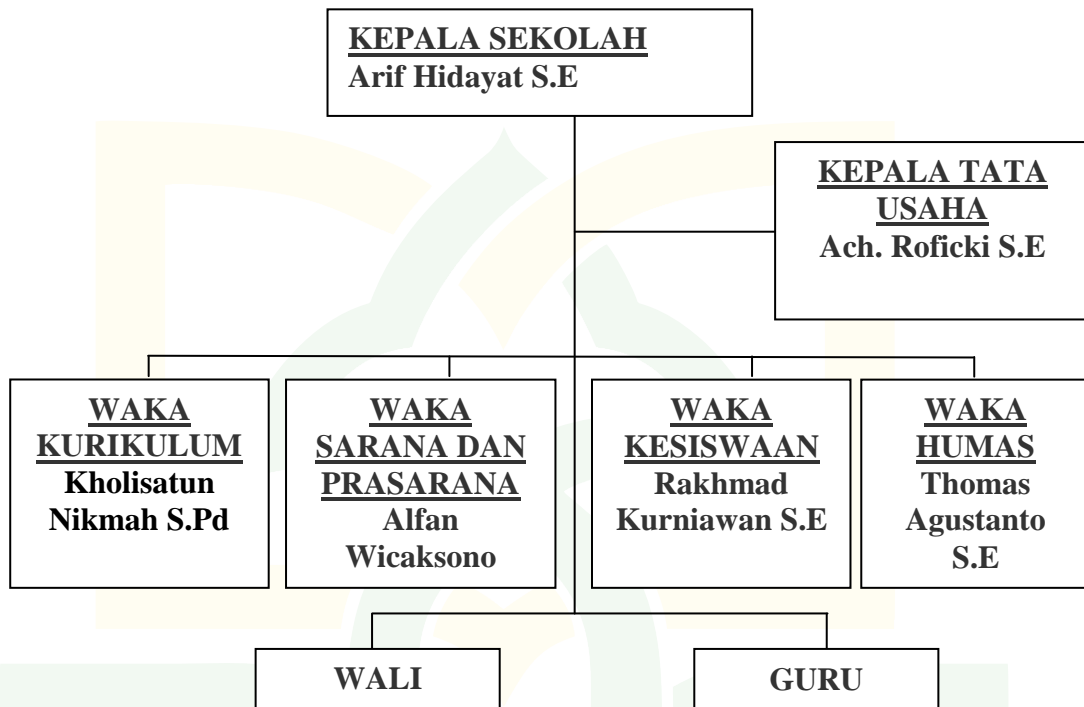 KEPALA SEKOLAH
Arif Hidayat S.E
KEPALA TATA
USAHA
Ach. Roficki S.E
WAKA
KURIKULUM
Kholisatun
Nikmah S.Pd
WAKA
SARANA DAN
PRASARANA
Alfan
Wicaksono
WAKA
KESISWAAN
Rakhmad
Kurniawan S.E
WAKA
HUMAS
Thomas
Agustanto
S.E
WALI
GURU